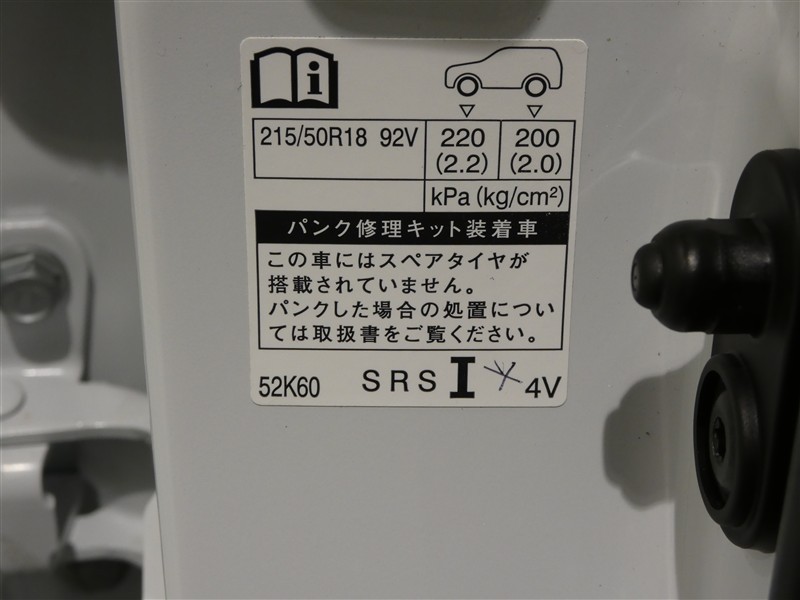 215/50R18 92V 220 200
(2.2) (2.0)
kPa (kg/cm²)
パンク修理キット装着車
この車にはスペアタイヤが
搭載されていません。
パンクした場合の処置につい
ては取扱書をご覧ください。
52K60 SRS I 4V